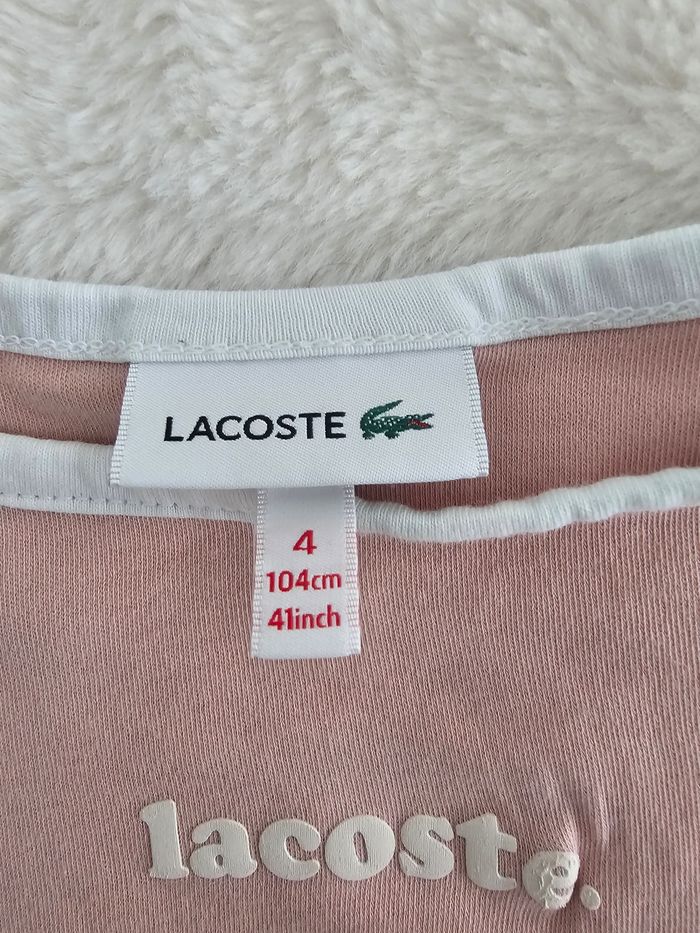 LACOSTE
4
104cm
41inch
lacoste.